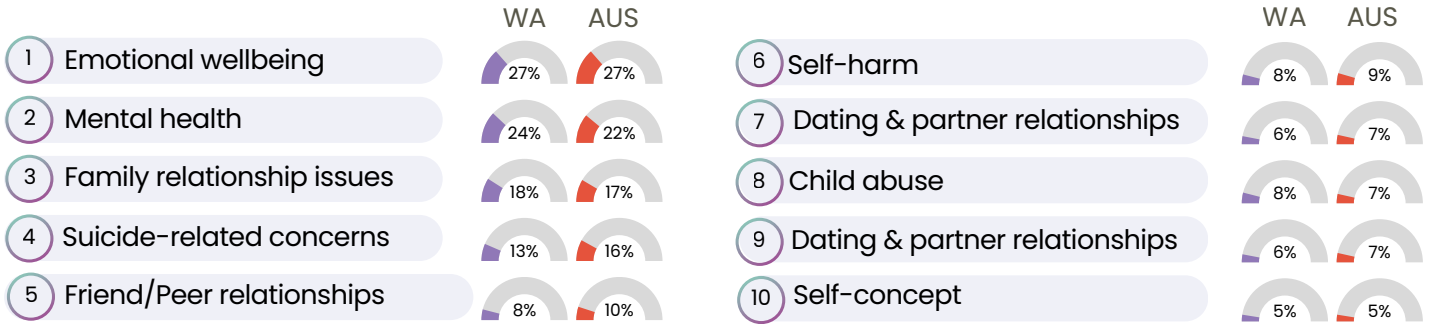 WA AUS
1 Emotional wellbeing 27% 27%
2 Mental health 24% 22%
3 Family relationship issues 18% 17%
4 Suicide-related concerns 13% 16%
5 Friend/Peer relationships 8% 10%
WA AUS
6 Self-harm 8% 9%
7 Dating & partner relationships 6% 7%
8 Child abuse 8% 7%
9 Dating & partner relationships 6% 7%
10 Self-concept 5% 5%